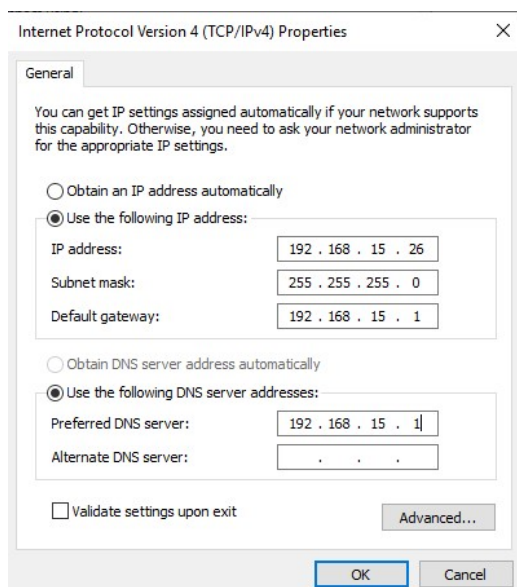 Internet Protocol Version 4 (TCP/IPv4) Properties
General
You can get IP settings assigned automatically if your network supports
this capability. Otherwise, you need to ask your network administrator
for the appropriate IP settings.
Obtain an IP address automatically
Use the following IP address:
IP address: 192 . 168 . 15 . 26
Subnet mask: 255 . 255 . 255 . 0
Default gateway: 192 . 168 . 15 . 1
Obtain DNS server address automatically
Use the following DNS server addresses:
Preferred DNS server: 192 . 168 . 15 . 1
Alternate DNS server: . . .
Validate settings upon exit
Advanced...
OK Cancel